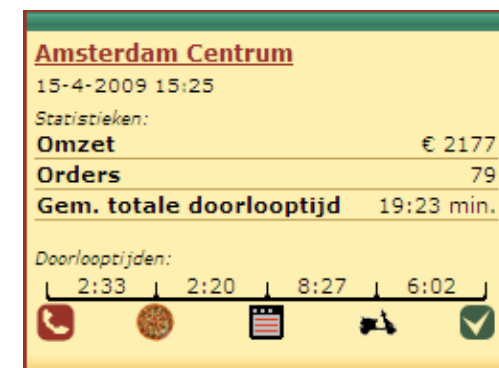 Amsterdam Centrum
15-4-2009 15:25
Statistieken:
Omzet € 2177
Orders 79
Gem. totale doorlooptijd 19:23 min.
Doorlooptijden:
2:33 2:20 8:27 6:02